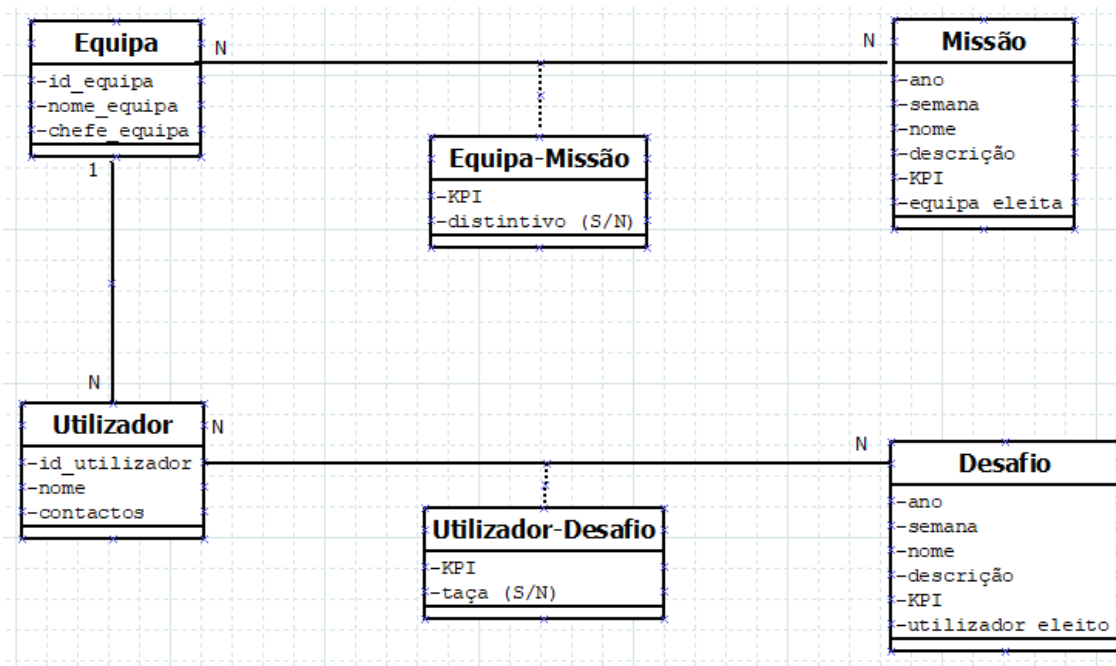 Equipa
-id_equipa
-nome_equipa
-chefe_equipa
N
N
Missão
-ano
-semana
-nome
-descrição
-KPI
-equipa eleita
Equipa-Missão
-KPI
-distintivo (S/N)
1
N
Utilizador
-id_utilizador
-nome
-contactos
N
N
Desafio
-ano
-semana
-nome
-descrição
-KPI
-utilizador eleito
Utilizador-Desafio
-KPI
-taça (S/N)